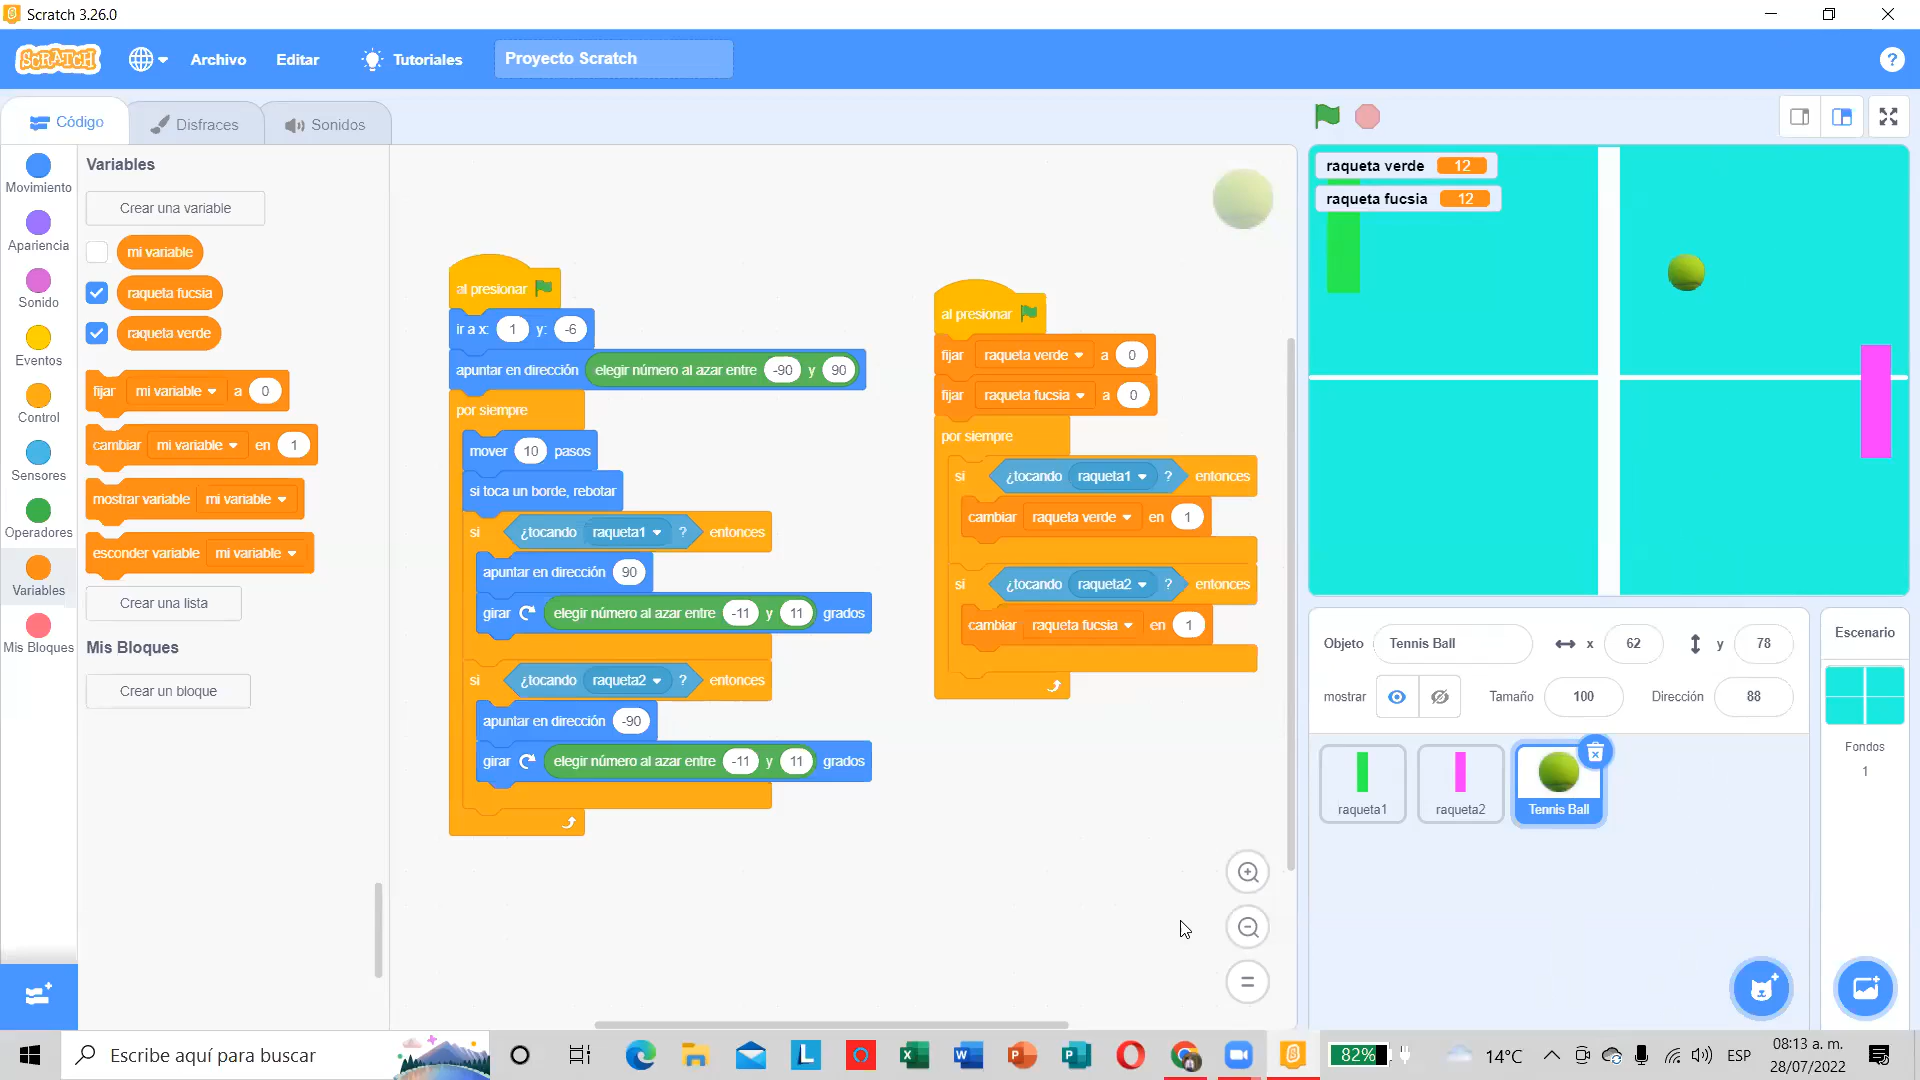 Scratch 3.26.0
SCRATCH
Archivo
Editar
Tutoriales
Proyecto Scratch
Código
Disfraces
Sonidos
Movimiento
Apariencia
Sonido
Eventos
Control
Sensores
Operadores
Variables
Mis Bloques
Variables
Crear una variable
mi variable
raqueta fucsia
raqueta verde
fijar mi variable a 0
cambiar mi variable en 1
mostrar variable mi variable
esconder variable mi variable
Crear una lista
Mis Bloques
Crear un bloque
al presionar
ir a x: 1 y: -6
apuntar en dirección elegir número al azar entre -90 y 90
por siempre
mover 10 pasos
si toca un borde, rebotar
si ¿tocando raqueta1 ? entonces
apuntar en dirección 90
girar elegir número al azar entre -11 y 11 grados
si ¿tocando raqueta2 ? entonces
apuntar en dirección -90
girar elegir número al azar entre -11 y 11 grados
al presionar
fijar raqueta verde a 0
fijar raqueta fucsia a 0
por siempre
si ¿tocando raqueta1 ? entonces
cambiar raqueta verde en 1
si ¿tocando raqueta2 ? entonces
cambiar raqueta fucsia en 1
raqueta verde 12
raqueta fucsia 12
Objeto Tennis Ball x 62 y 78
mostrar Tamaño 100 Dirección 88
raqueta1
raqueta2
Tennis Ball
Escenario
Fondos
1
Escribe aquí para buscar
82%
14°C
ESP
08:13 a. m.
28/07/2022